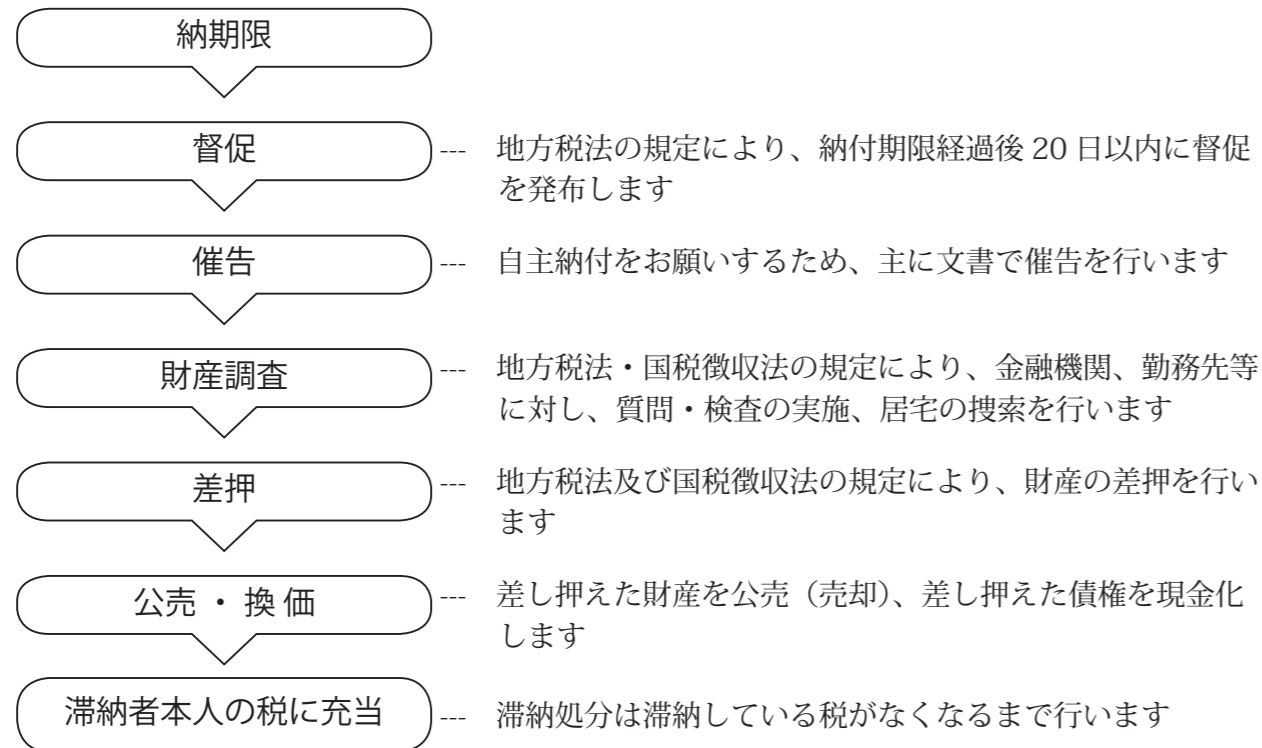 納期限
督促
--- 地方税法の規定により、納付期限経過後 20 日以内に督促
を発布します
催告
--- 自主納付をお願いするため、主に文書で催告を行います
財産調査
--- 地方税法・国税徴収法の規定により、金融機関、勤務先等
に対し、質問・検査の実施、居宅の捜索を行います
差押
--- 地方税法及び国税徴収法の規定により、財産の差押を行い
ます
公売 ・ 換 価
--- 差し押えた財産を公売（売却）、差し押えた債権を現金化
します
滞納者本人の税に充当
--- 滞納処分は滞納している税がなくなるまで行います